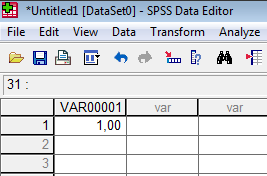 *Untitled1 [DataSet0] - SPSS Data Editor
File Edit View Data Transform Analyze
31 :
VAR00001 var var
1 1,00
2
3